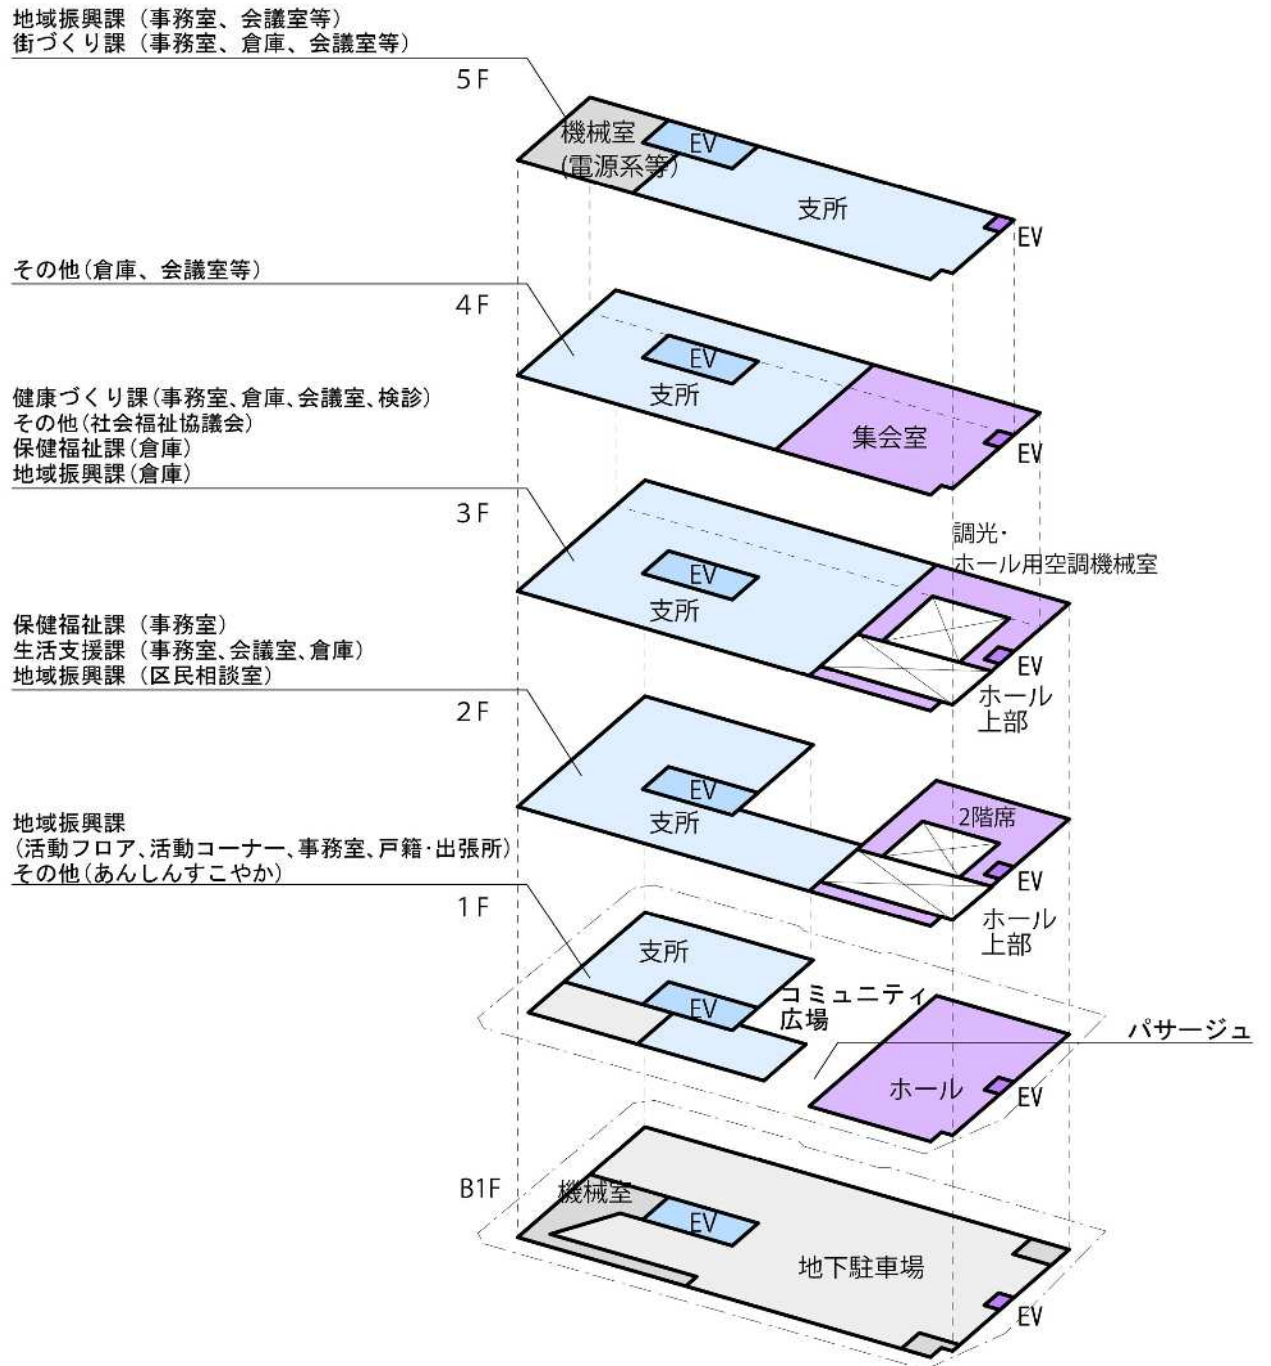 地域振興課（事務室、会議室等）
街づくり課（事務室、倉庫、会議室等）
5F
機械室
(電源系等)
EV
支所
EV
その他(倉庫、会議室等)
4F
EV
支所
集会室
EV
健康づくり課(事務室、倉庫、会議室、検診)
その他(社会福祉協議会)
保健福祉課(倉庫)
地域振興課(倉庫)
3F
EV
支所
調光・
ホール用空調機械室
EV
ホール
上部
保健福祉課（事務室）
生活支援課（事務室、会議室、倉庫）
地域振興課（区民相談室）
2F
EV
支所
2階席
EV
ホール
上部
地域振興課
(活動フロア、活動コーナー、事務室、戸籍・出張所)
その他(あんしんすこやか)
1F
支所
EV
コミュニティ
広場
パサージュ
ホール
EV
B1F
機械室
EV
地下駐車場
EV